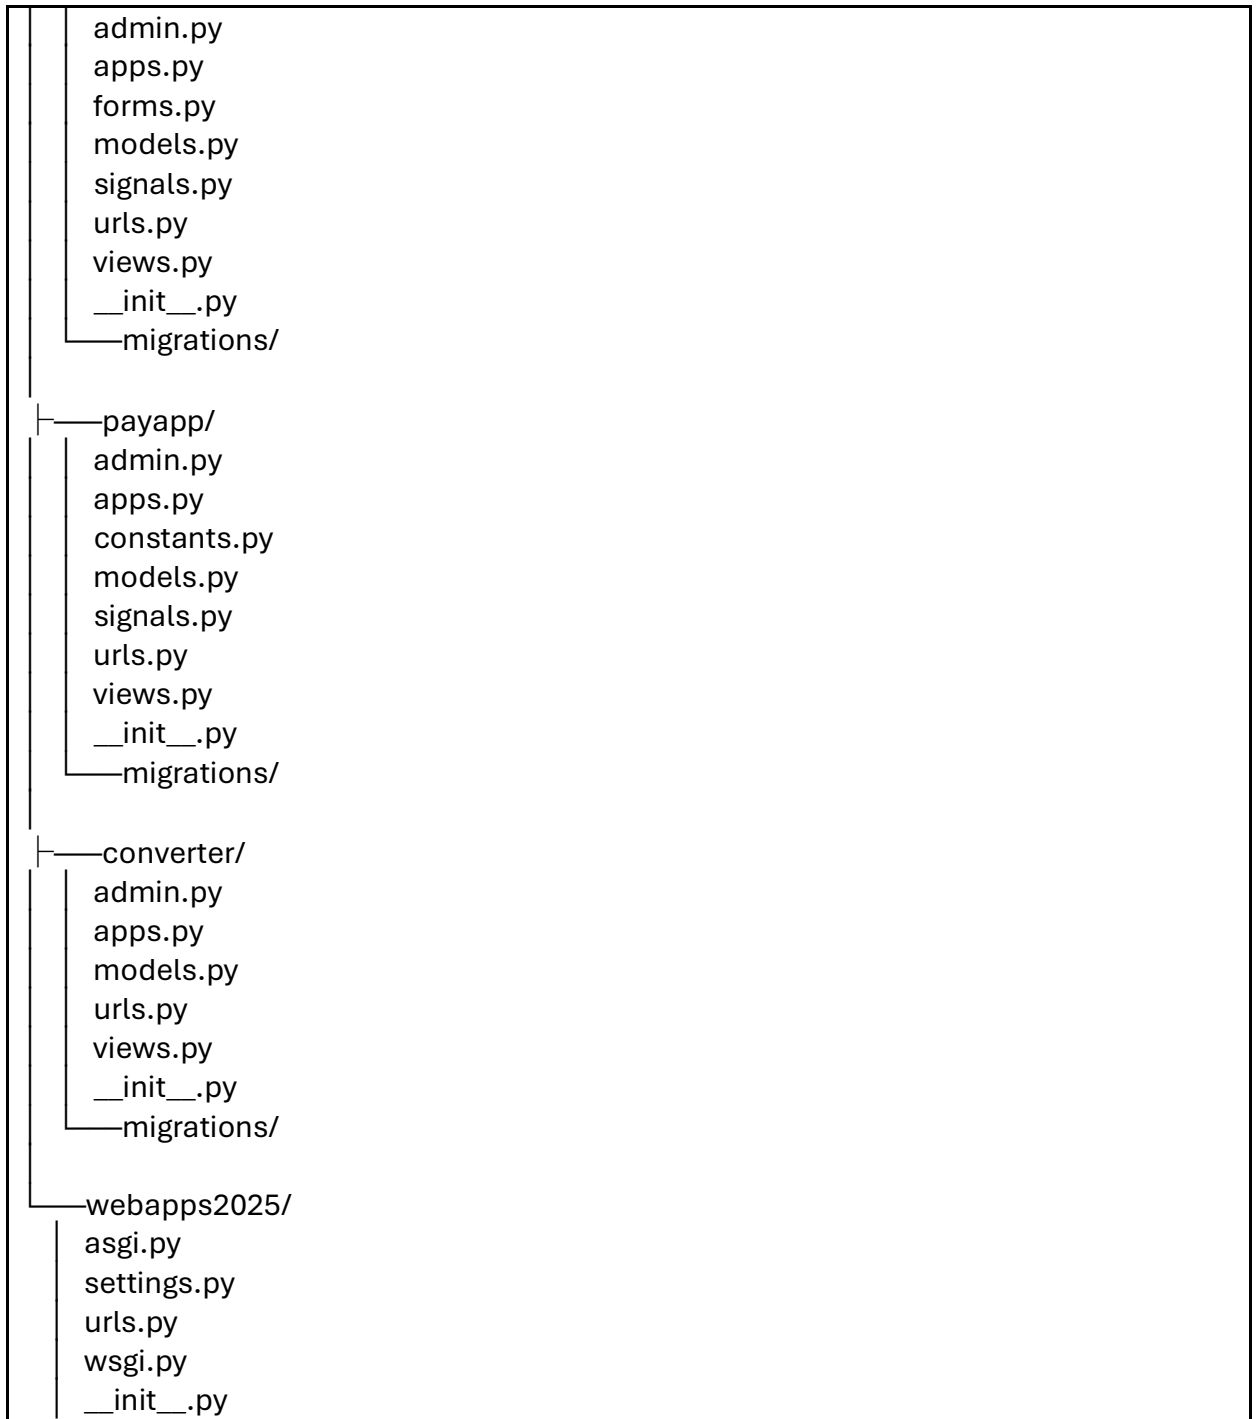 │   │   admin.py
│   │   apps.py
│   │   forms.py
│   │   models.py
│   │   signals.py
│   │   urls.py
│   │   views.py
│   │   __init__.py
│   └───migrations/
│
├───payapp/
│   │   admin.py
│   │   apps.py
│   │   constants.py
│   │   models.py
│   │   signals.py
│   │   urls.py
│   │   views.py
│   │   __init__.py
│   └───migrations/
│
├───converter/
│   │   admin.py
│   │   apps.py
│   │   models.py
│   │   urls.py
│   │   views.py
│   │   __init__.py
│   └───migrations/
│
└───webapps2025/
    │   asgi.py
    │   settings.py
    │   urls.py
    │   wsgi.py
    │   __init__.py